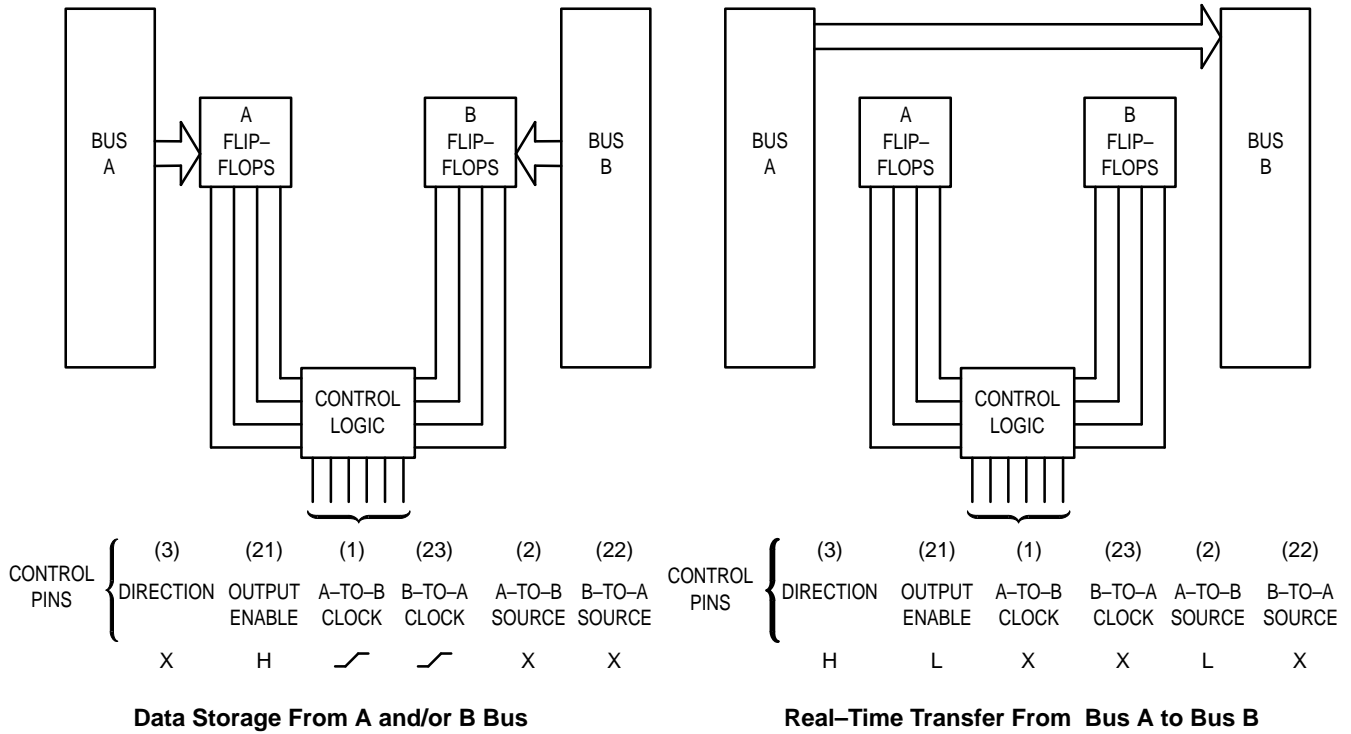 BUS
A
A
FLIP–
FLOPS
B
FLIP–
FLOPS
BUS
B
CONTROL
LOGIC
CONTROL
PINS
(3) (21) (1) (23) (2) (22)
DIRECTION OUTPUT A–TO–B B–TO–A A–TO–B B–TO–A
ENABLE CLOCK CLOCK SOURCE SOURCE
X H X X
Data Storage From A and/or B Bus
BUS
A
A
FLIP–
FLOPS
B
FLIP–
FLOPS
BUS
B
CONTROL
LOGIC
CONTROL
PINS
(3) (21) (1) (23) (2) (22)
DIRECTION OUTPUT A–TO–B B–TO–A A–TO–B B–TO–A
ENABLE CLOCK CLOCK SOURCE SOURCE
H L X X L X
Real–Time Transfer From Bus A to Bus B